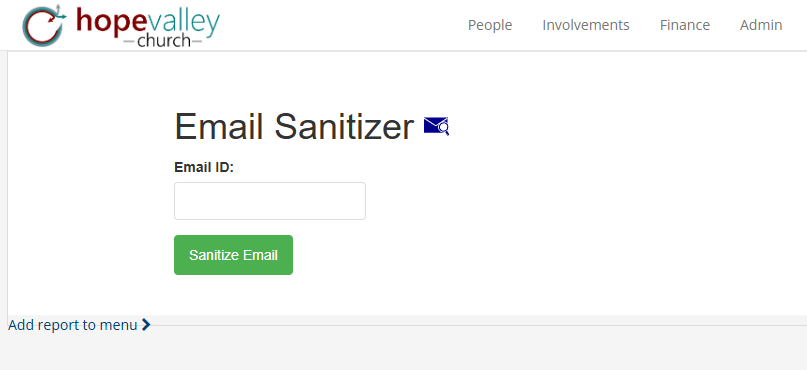 hopevalley
church
People Involvements Finance Admin
Email Sanitizer
Email ID:
Sanitize Email
Add report to menu